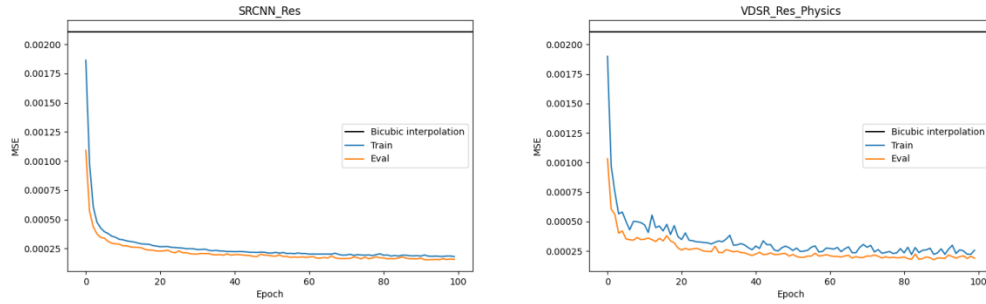 SRCNN_Res
0.00200
0.00175
0.00150
0.00125
0.00100
0.00075
0.00050
0.00025
MSE
Bicubic interpolation
Train
Eval
0
20
40
60
80
100
Epoch
VDSR_Res_Physics
0.00200
0.00175
0.00150
0.00125
0.00100
0.00075
0.00050
0.00025
MSE
Bicubic interpolation
Train
Eval
0
20
40
60
80
100
Epoch